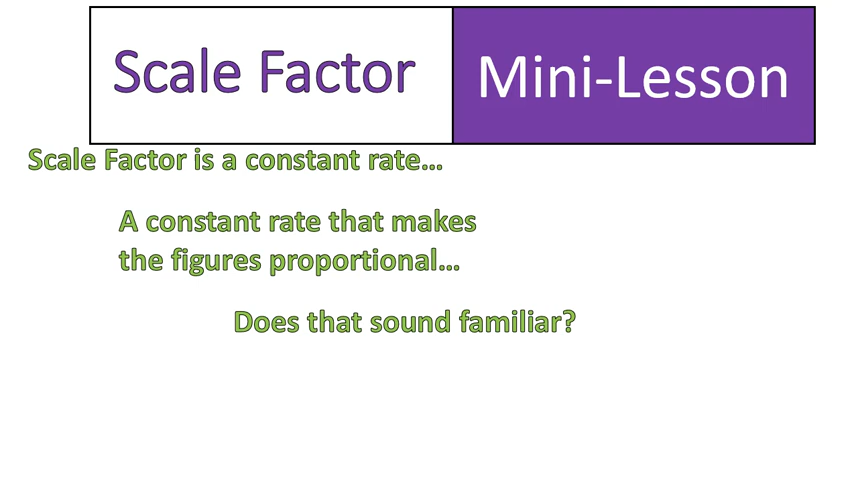 Scale Factor
Mini-Lesson
Scale Factor is a constant rate…
A constant rate that makes
the figures proportional…
Does that sound familiar?